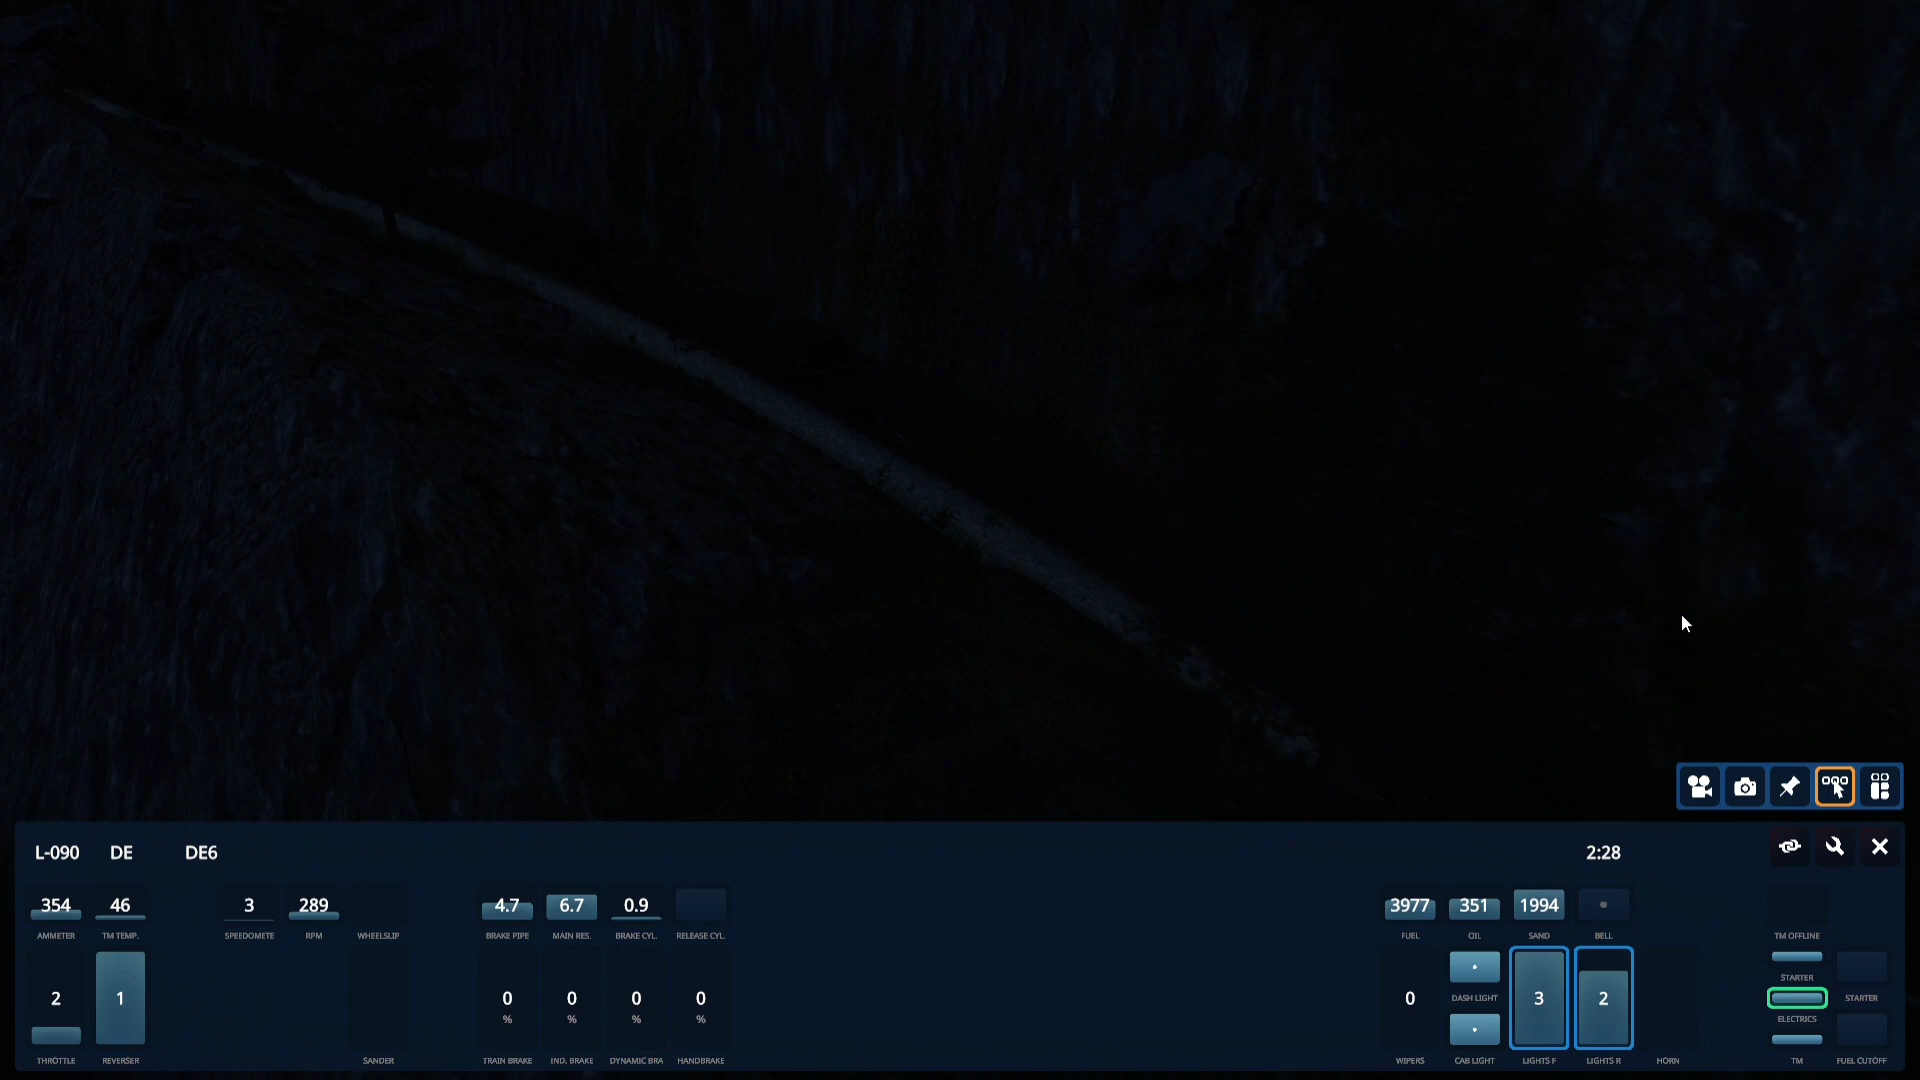 L-090 DE DE6 2:28
354 46 3 289 4.7 6.7 0.9 3977 351 1994
AMMETER TM TEMP. SPEEDOMETE RPM WHEELSLIP BRAKE PIPE MAIN RES. BRAKE CYL. RELEASE CYL. FUEL OIL SAND BELL TM OFFLINE
STARTER
2 1 0 0 0 0 0 DASH LIGHT 3 2 STARTER
% % % % ELECTRICS
THROTTLE REVERSER SANDER TRAIN BRAKE IND. BRAKE DYNAMIC BRA HANDBRAKE WIPERS CAB LIGHT LIGHTS F LIGHTS R HORN TM FUEL CUTOFF